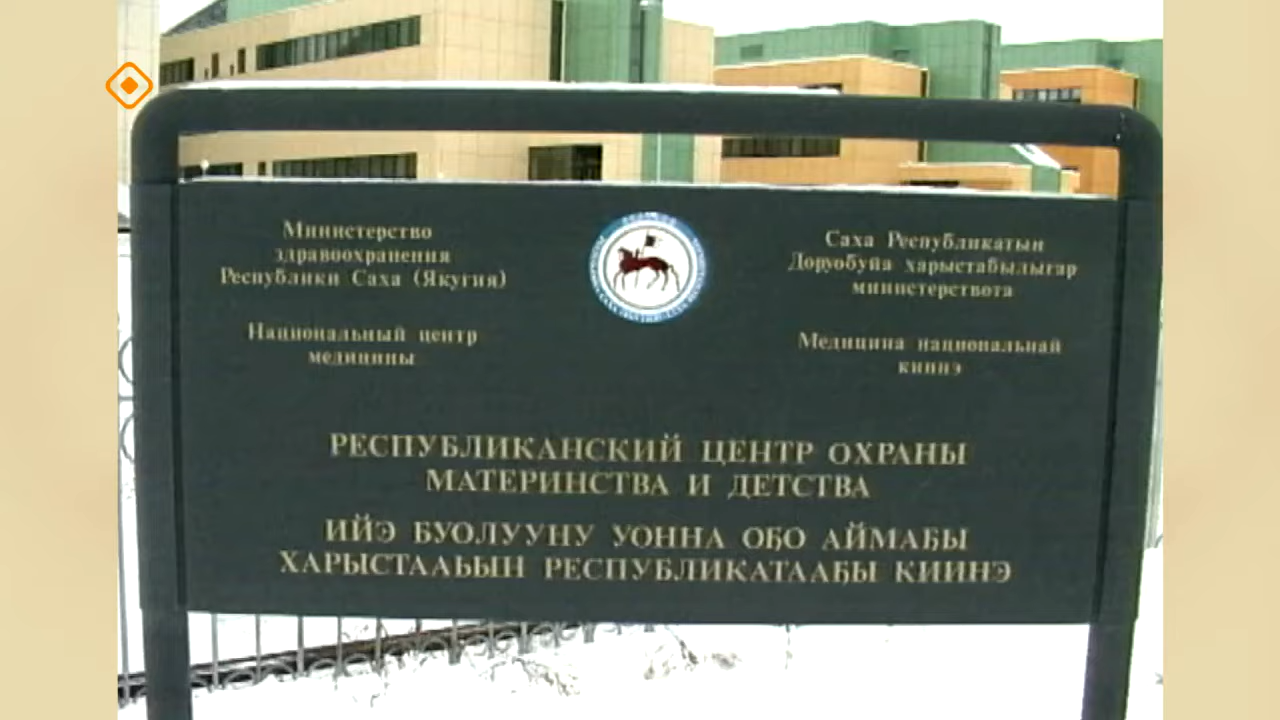 Министерство
здравоохранения
Республики Саха (Якутия)
Национальный центр
медицины
Саха Республикатын
Доруобуйа харыстабылыгар
министерствота
Медицина национальнай
киинэ
РЕСПУБЛИКАНСКИЙ ЦЕНТР ОХРАНЫ
МАТЕРИНСТВА И ДЕТСТВА
ИЙЭ БУОЛУУНУ УОННА ОҔО АЙМАҔЫ
ХАРЫСТААҺЫН РЕСПУБЛИКАТААҔЫ КИИНЭ